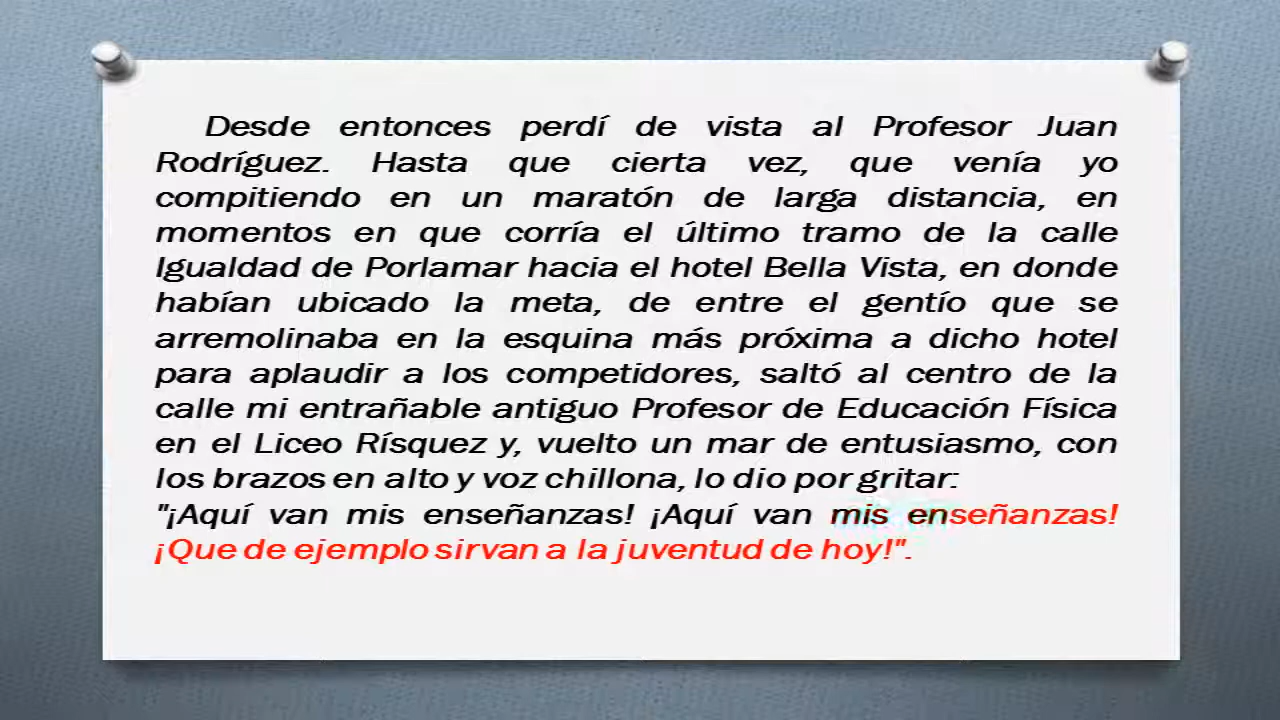 Desde entonces perdí de vista al Profesor Juan
Rodríguez. Hasta que cierta vez, que venía yo
compitiendo en un maratón de larga distancia, en
momentos en que corría el último tramo de la calle
Igualdad de Porlamar hacia el hotel Bella Vista, en donde
habían ubicado la meta, de entre el gentío que se
arremolinaba en la esquina más próxima a dicho hotel
para aplaudir a los competidores, saltó al centro de la
calle mi entrañable antiguo Profesor de Educación Física
en el Liceo Rísquez y, vuelto un mar de entusiasmo, con
los brazos en alto y voz chillona, lo dio por gritar:
"¡Aquí van mis enseñanzas! ¡Aquí van mis enseñanzas!
¡Que de ejemplo sirvan a la juventud de hoy!".